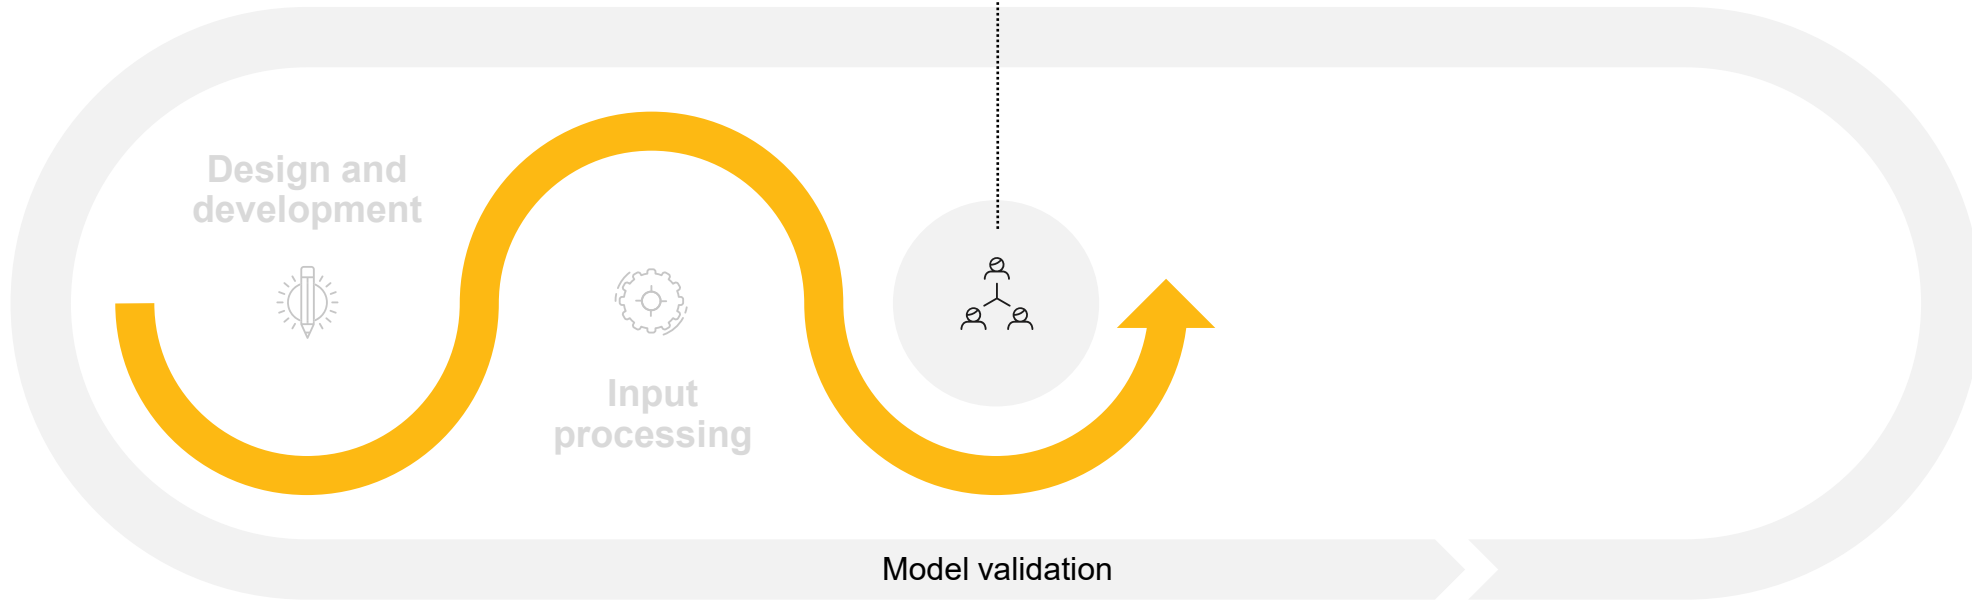 Design and
development
Input
processing
Model validation